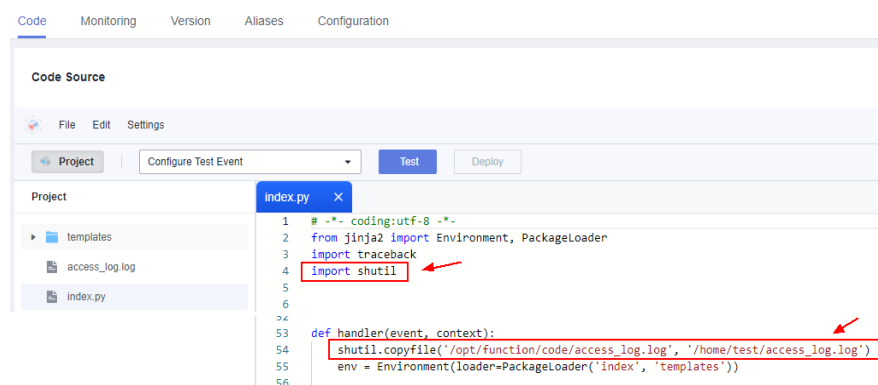 Code Monitoring Version Aliases Configuration
Code Source
File Edit Settings
Project Configure Test Event Test Deploy
Project
index.py
templates
access_log.log
index.py
1 # -*- coding:utf-8 -*-
2 from jinja2 import Environment, PackageLoader
3 import traceback
4 import shutil
5
6
52
53 def handler(event, context):
54 shutil.copyfile('/opt/function/code/access_log.log', '/home/test/access_log.log')
55 env = Environment(loader=PackageLoader('index', 'templates'))
56